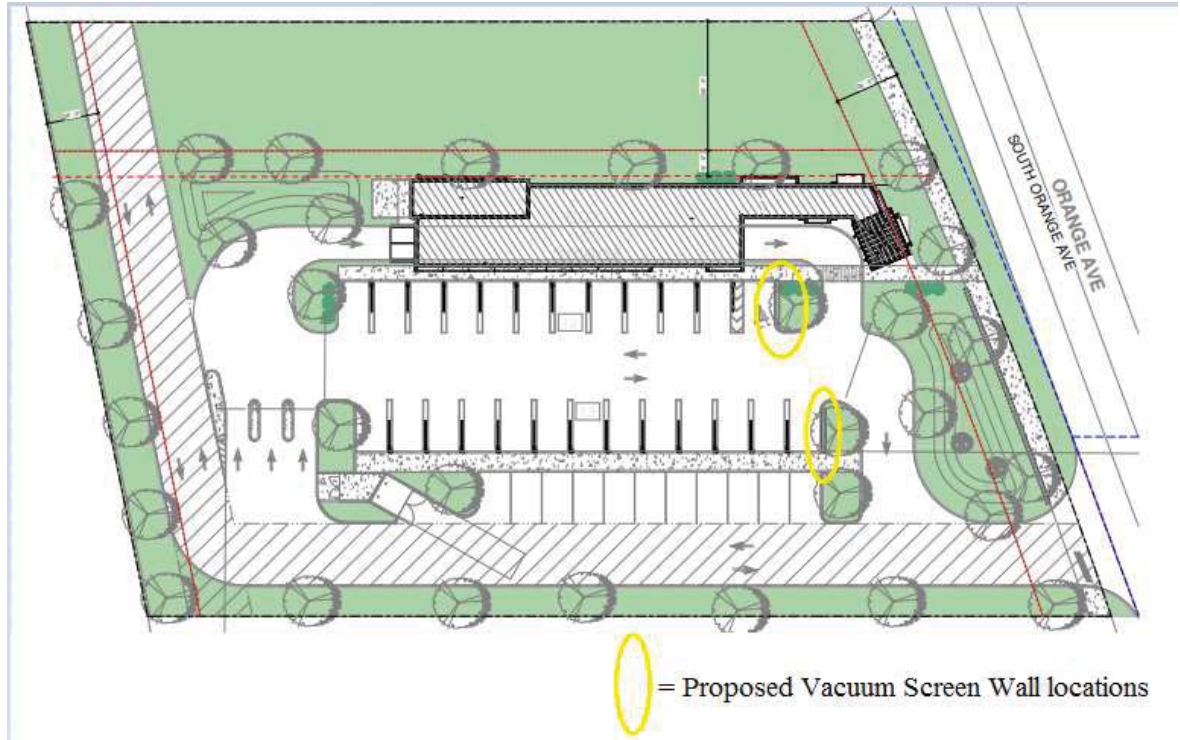 ORANGE AVE
SOUTH ORANGE AVE
= Proposed Vacuum Screen Wall locations